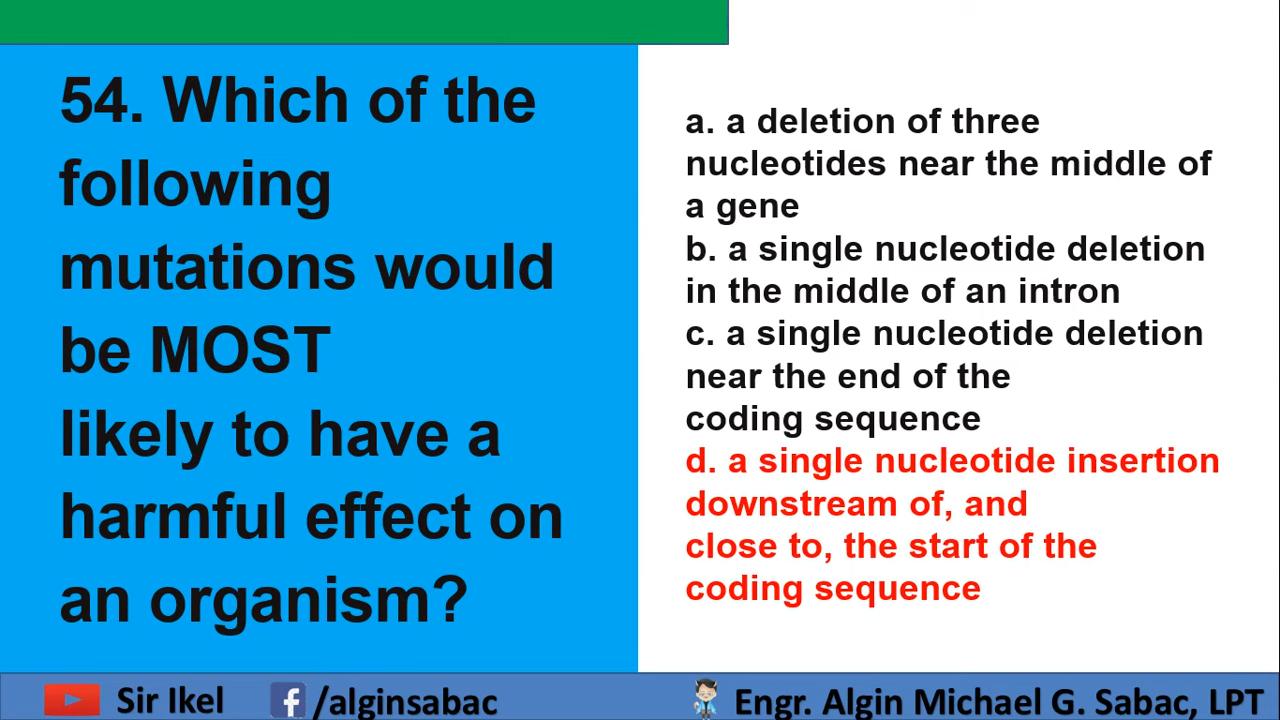 54. Which of the
following
mutations would
be MOST
likely to have a
harmful effect on
an organism?
a. a deletion of three
nucleotides near the middle of
a gene
b. a single nucleotide deletion
in the middle of an intron
c. a single nucleotide deletion
near the end of the
coding sequence
d. a single nucleotide insertion
downstream of, and
close to, the start of the
coding sequence
Sir Ikel
/alginsabac
Engr. Algin Michael G. Sabac, LPT